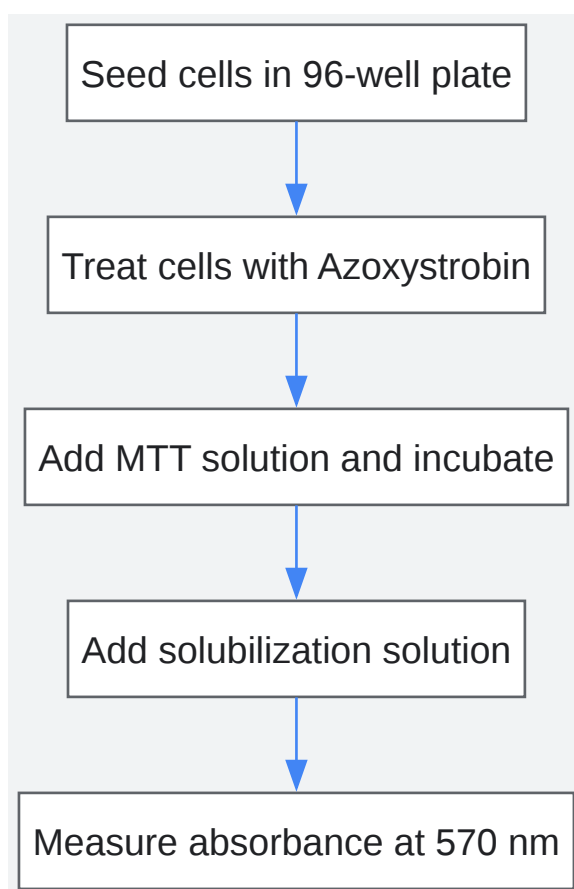 Seed cells in 96-well plate
Treat cells with Azoxystrobin
Add MTT solution and incubate
Add solubilization solution
Measure absorbance at 570 nm